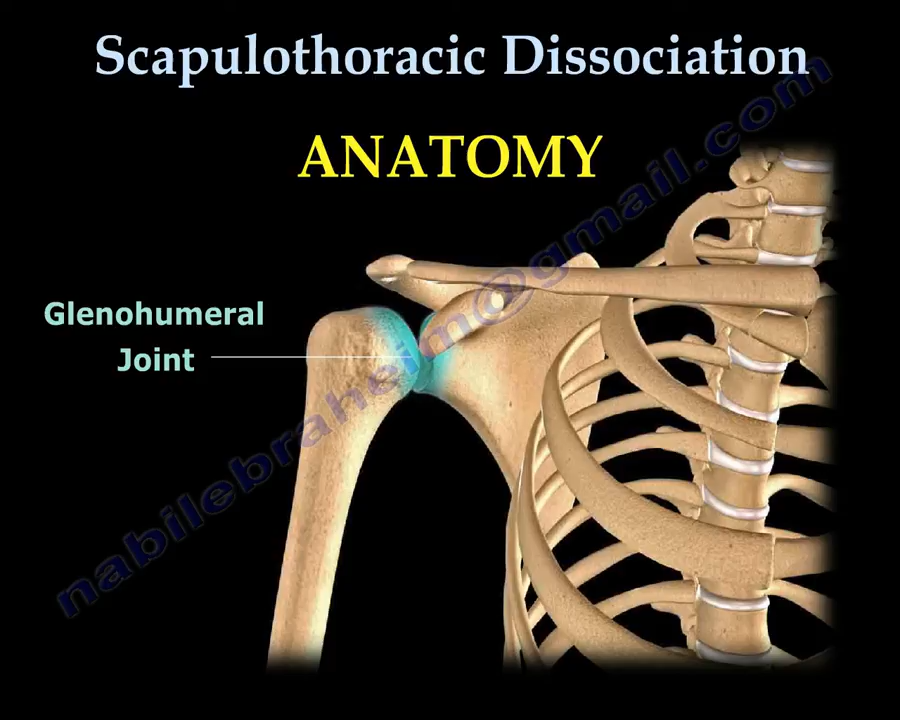 Scapulothoracic Dissociation
ANATOMY
Glenohumeral
Joint
nabilebraheim@gmail.com